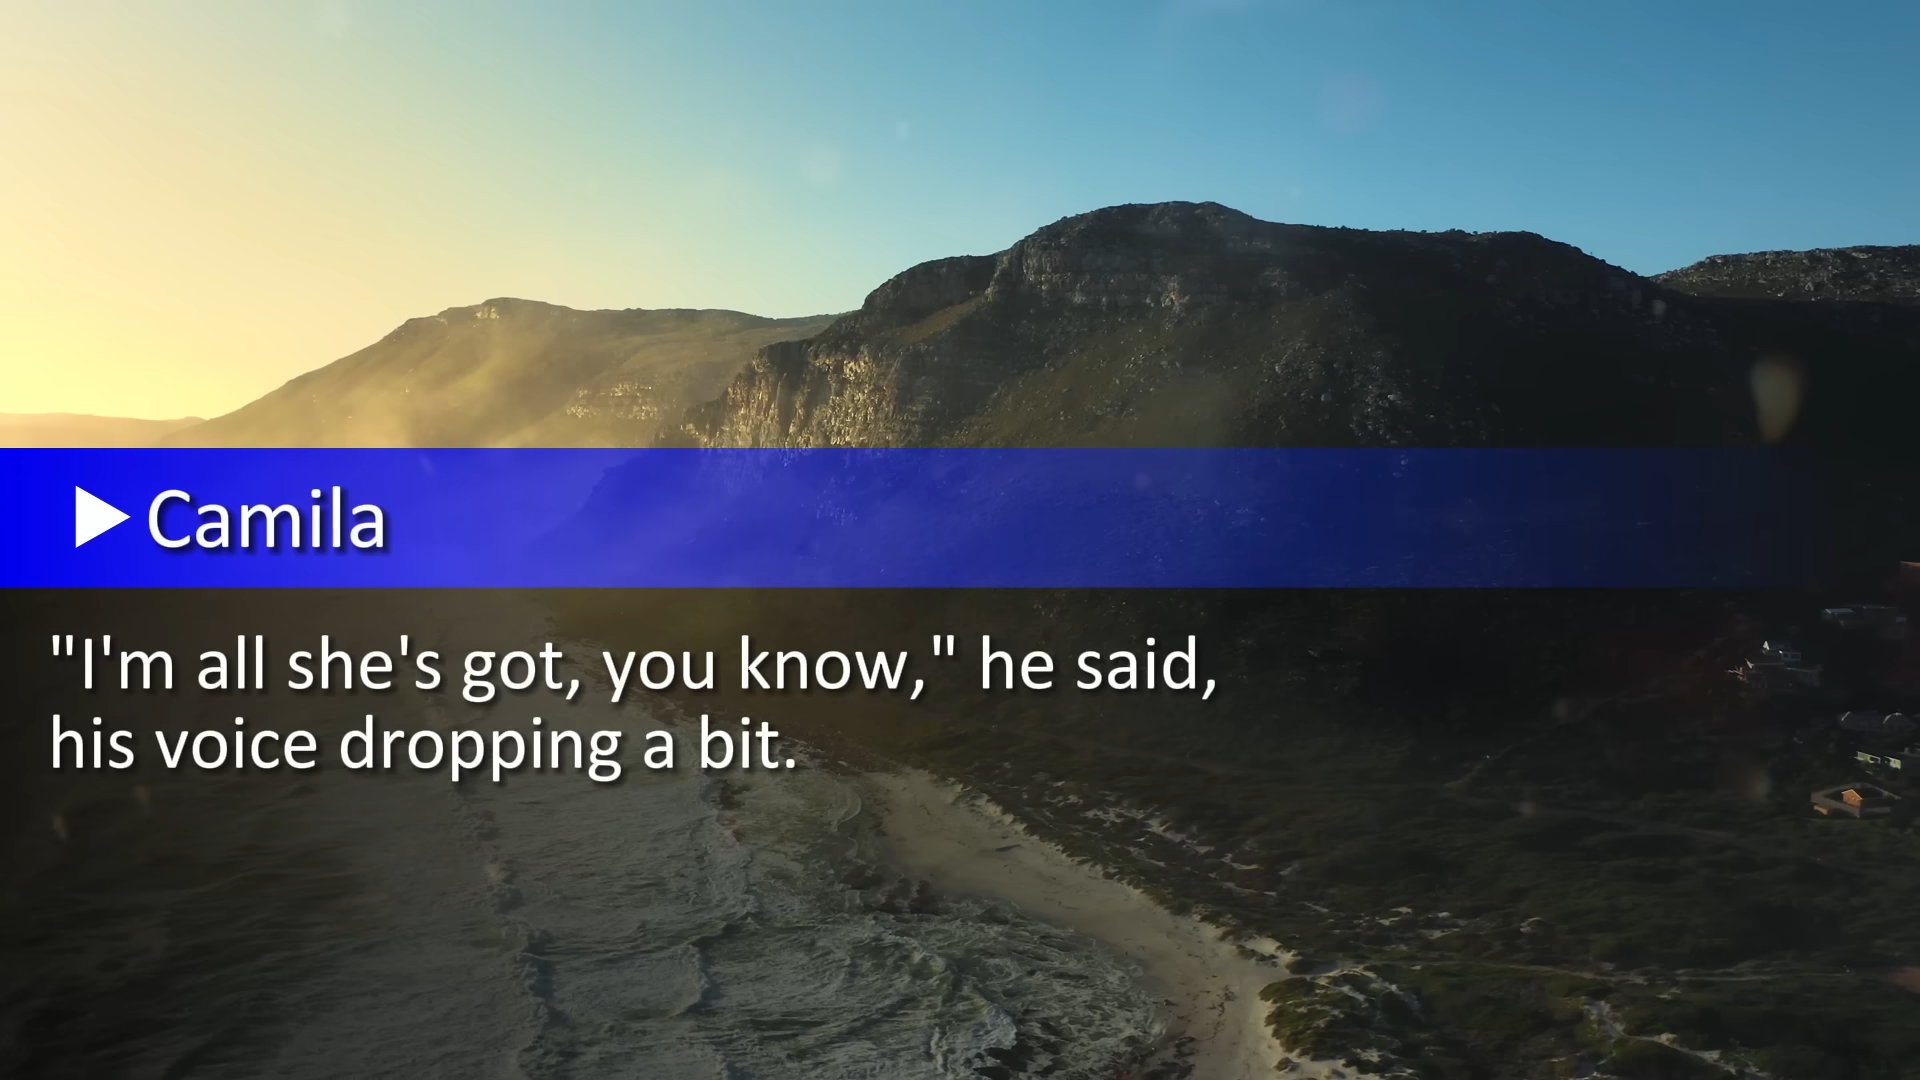 Camila
"I'm all she's got, you know," he said,
his voice dropping a bit.